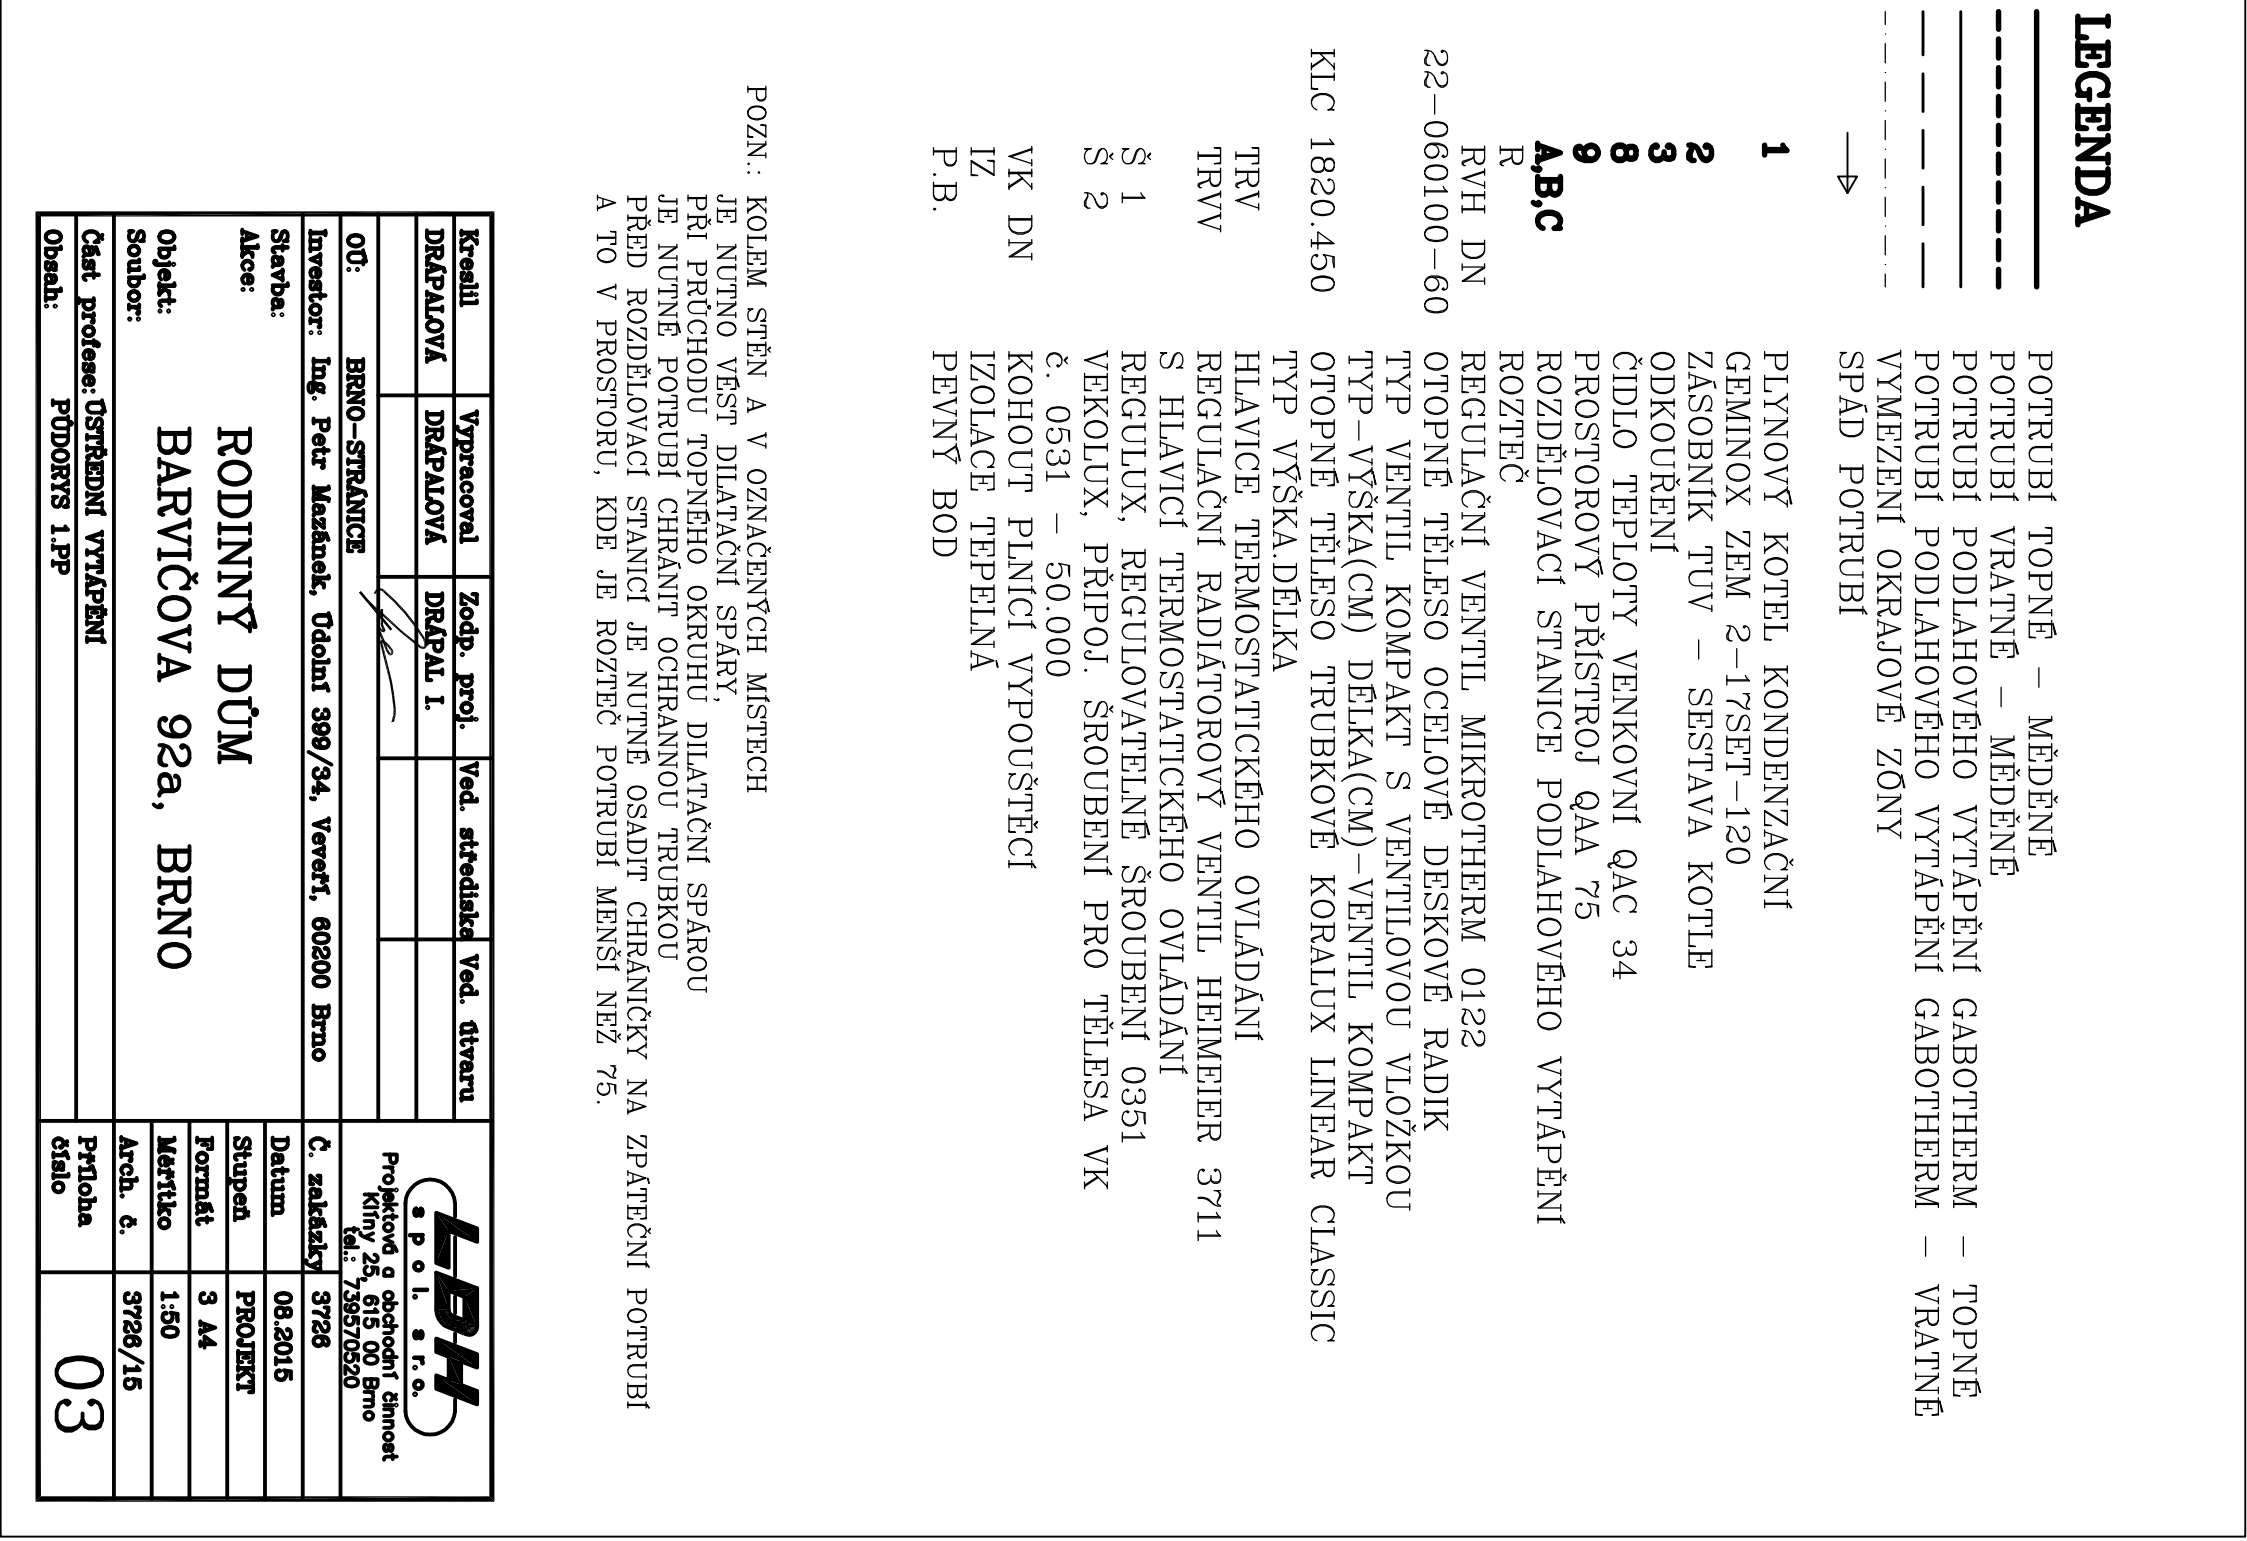 LEGENDA
POTRUBÍ TOPNÉ – MĚDĚNÉ
POTRUBÍ VRATNÉ – MĚDĚNÉ
POTRUBÍ PODLAHOVÉHO VYTÁPĚNÍ GABOTHERM – TOPNÉ
POTRUBÍ PODLAHOVÉHO VYTÁPĚNÍ GABOTHERM – VRATNÉ
VYMEZENÍ OKRAJOVÉ ZÓNY
SPÁD POTRUBÍ
1 PLYNOVÝ KOTEL KONDENZAČNÍ
GEMINOX ZEM 2–17SET–120
2 ZÁSOBNÍK TUV – SESTAVA KOTLE
3 ODKOUŘENÍ
8 ČIDLO TEPLOTY VENKOVNÍ QAC 34
9 PROSTOROVÝ PŘÍSTROJ QAA 75
A,B,C ROZDĚLOVACÍ STANICE PODLAHOVÉHO VYTÁPĚNÍ
R ROZTEČ
RVH DN REGULAČNÍ VENTIL MIKROTHERM 0122
22–060100–60 OTOPNÉ TĚLESO OCELOVÉ DESKOVÉ RADIK
TYP VENTIL KOMPAKT S VENTILOVOU VLOŽKOU
TYP–VÝŠKA(CM) DÉLKA(CM)–VENTIL KOMPAKT
KLC 1820.450 OTOPNÉ TĚLESO TRUBKOVÉ KORALUX LINEAR CLASSIC
TYP VÝŠKA.DÉLKA
TRV HLAVICE TERMOSTATICKÉHO OVLÁDÁNÍ
TRVV REGULAČNÍ RADIÁTOROVÝ VENTIL HEIMEIER 3711
S HLAVICÍ TERMOSTATICKÉHO OVLÁDÁNÍ
Š 1 REGULUX, REGULOVATELNÉ ŠROUBENÍ 0351
Š 2 VEKOLUX, PŘIPOJ. ŠROUBENÍ PRO TĚLESA VK
č. 0531 – 50.000
VK DN KOHOUT PLNÍCÍ VYPOUŠTĚCÍ
IZ IZOLACE TEPELNÁ
P.B. PEVNÝ BOD
POZN.: KOLEM STĚN A V OZNAČENÝCH MÍSTECH
JE NUTNO VÉST DILATAČNÍ SPÁRY,
PŘI PRŮCHODU TOPNÉHO OKRUHU DILATAČNÍ SPÁROU
JE NUTNÉ POTRUBÍ CHRÁNIT OCHRANNOU TRUBKOU
PŘED ROZDĚLOVACÍ STANICÍ JE NUTNÉ OSADIT CHRÁNIČKY NA ZPÁTEČNÍ POTRUBÍ
A TO V PROSTORU, KDE JE ROZTEČ POTRUBÍ MENŠÍ NEŽ 75.
Kreslil Vypracoval Zodp. proj. Ved. střediska Ved. útvaru
DRÁPALOVÁ DRÁPALOVÁ DRÁPAL I.
OÚ: BRNO–STRÁNICE
LDH
spol. s r.o.
Projektová a obchodní činnost
Klíny 25, 615 00 Brno
tel.: 739570520
Investor: Ing. Petr Mazánek, Údolní 399/34, Veveří, 60200 Brno
Č. zakázky 3726
Stavba:
Datum 08.2015
Akce: RODINNÝ DŮM
Stupeň PROJEKT
Formát 3 A4
Objekt: BARVIČOVA 92a, BRNO
Měřítko 1:50
Soubor:
Arch. č. 3726/15
Část profese: ÚSTŘEDNÍ VYTÁPĚNÍ
Obsah: PŮDORYS 1.PP
Příloha
číslo
03